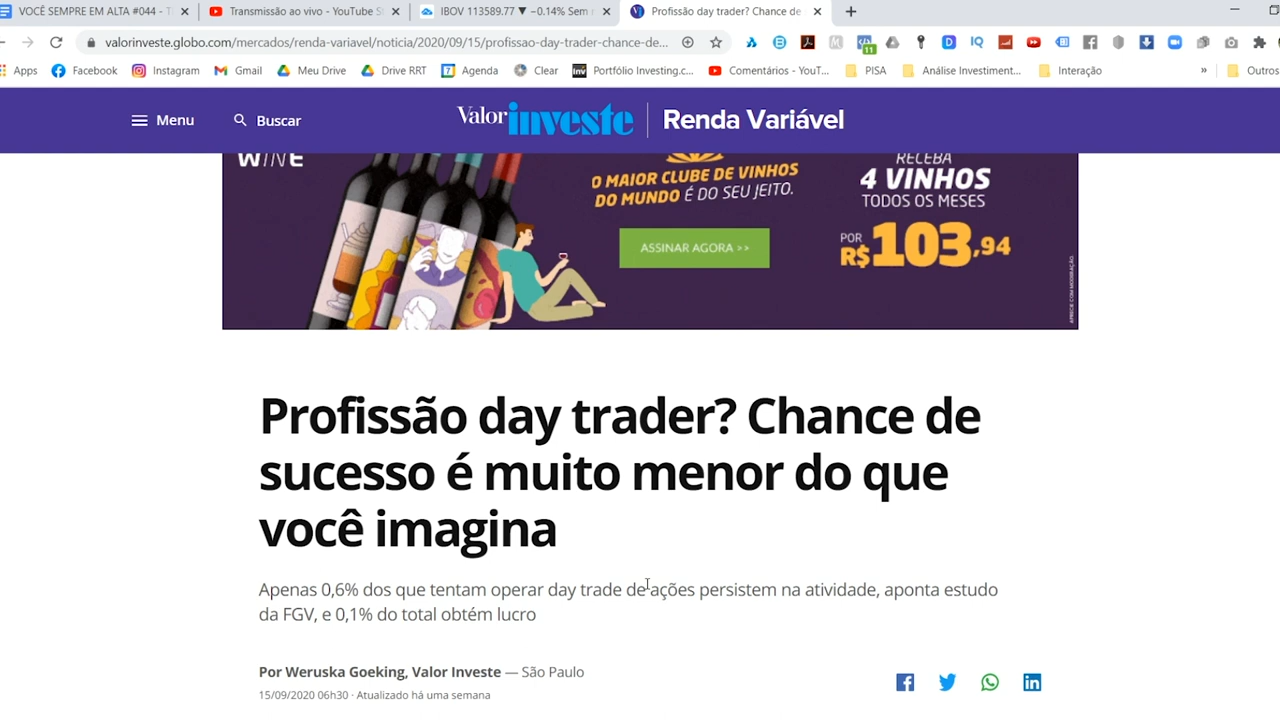 VOCÊ SEMPRE EM ALTA #044 - T
Transmissão ao vivo - YouTube S
IBOV 113589.77 ▼ −0.14% Sem n
Profissão day trader? Chance de
valorinveste.globo.com/mercados/renda-variavel/noticia/2020/09/15/profissao-day-trader-chance-de...
11
Apps
Facebook
Instagram
Gmail
Meu Drive
Drive RRT
Agenda
Clear
Portfólio Investing.c...
Comentários - YouT...
PISA
Análise Investiment...
Interação
»
Outros
Menu
Buscar
Valor investe
Renda Variável
WINE
O MAIOR CLUBE DE VINHOS
DO MUNDO É DO SEU JEITO.
ASSINAR AGORA >>
RECEBA
4 VINHOS
TODOS OS MESES
POR
R$103,94
APRECIE COM MODERAÇÃO.
Profissão day trader? Chance de
sucesso é muito menor do que
você imagina
Apenas 0,6% dos que tentam operar day trade de ações persistem na atividade, aponta estudo
da FGV, e 0,1% do total obtém lucro
Por Weruska Goeking, Valor Investe — São Paulo
15/09/2020 06h30 · Atualizado há uma semana